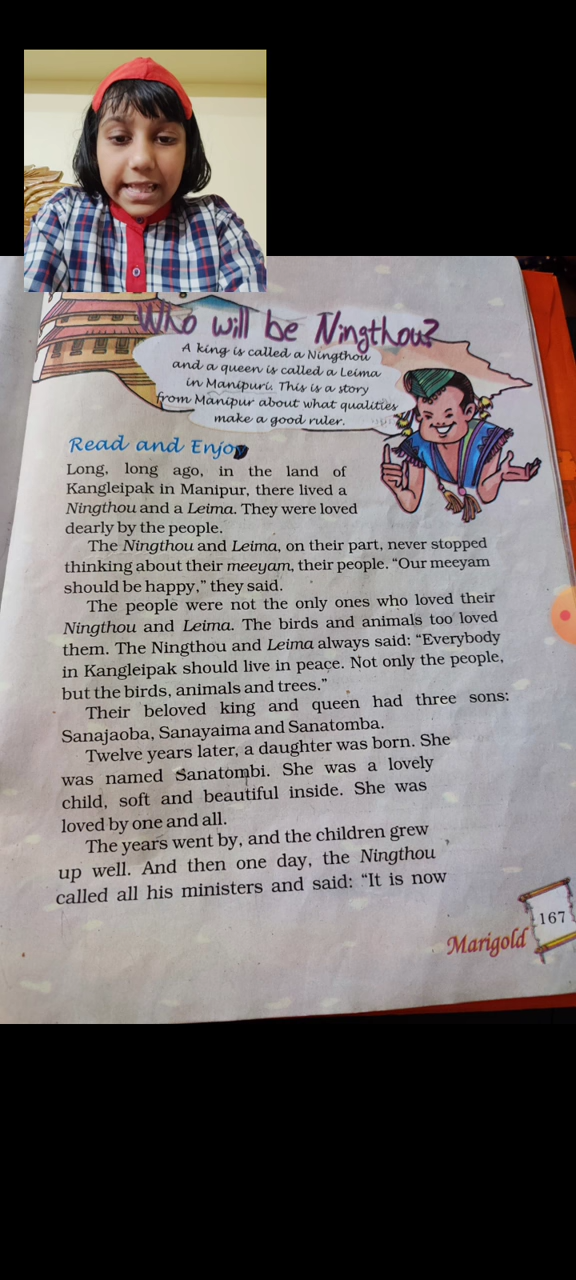 Who will be Ningthou?
A king is called a Ningthou
and a queen is called a Leima
in Manipuri. This is a story
from Manipur about what qualities
make a good ruler.
Read and Enjoy
Long, long ago, in the land of
Kangleipak in Manipur, there lived a
Ningthou and a Leima. They were loved
dearly by the people.
The Ningthou and Leima, on their part, never stopped
thinking about their meeyam, their people. “Our meeyam
should be happy,” they said.
The people were not the only ones who loved their
Ningthou and Leima. The birds and animals too loved
them. The Ningthou and Leima always said: “Everybody
in Kangleipak should live in peace. Not only the people,
but the birds, animals and trees.”
Their beloved king and queen had three sons:
Sanajaoba, Sanayaima and Sanatomba.
Twelve years later, a daughter was born. She
was named Sanatombi. She was a lovely
child, soft and beautiful inside. She was
loved by one and all.
The years went by, and the children grew
up well. And then one day, the Ningthou
called all his ministers and said: “It is now
167
Marigold